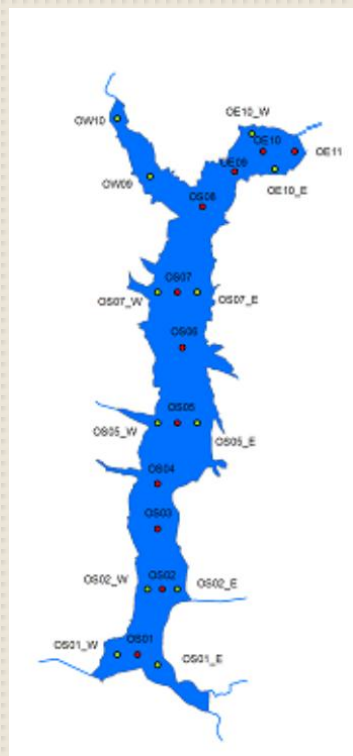 OE10_W
OW10
OE10
OE11
OW09
OE09
OE10_E
OS08
OS07
OS07_W
OS07_E
OS06
OS05
OS05_W
OS05_E
OS04
OS03
OS02_W
OS02
OS02_E
OS01_W
OS01
OS01_E